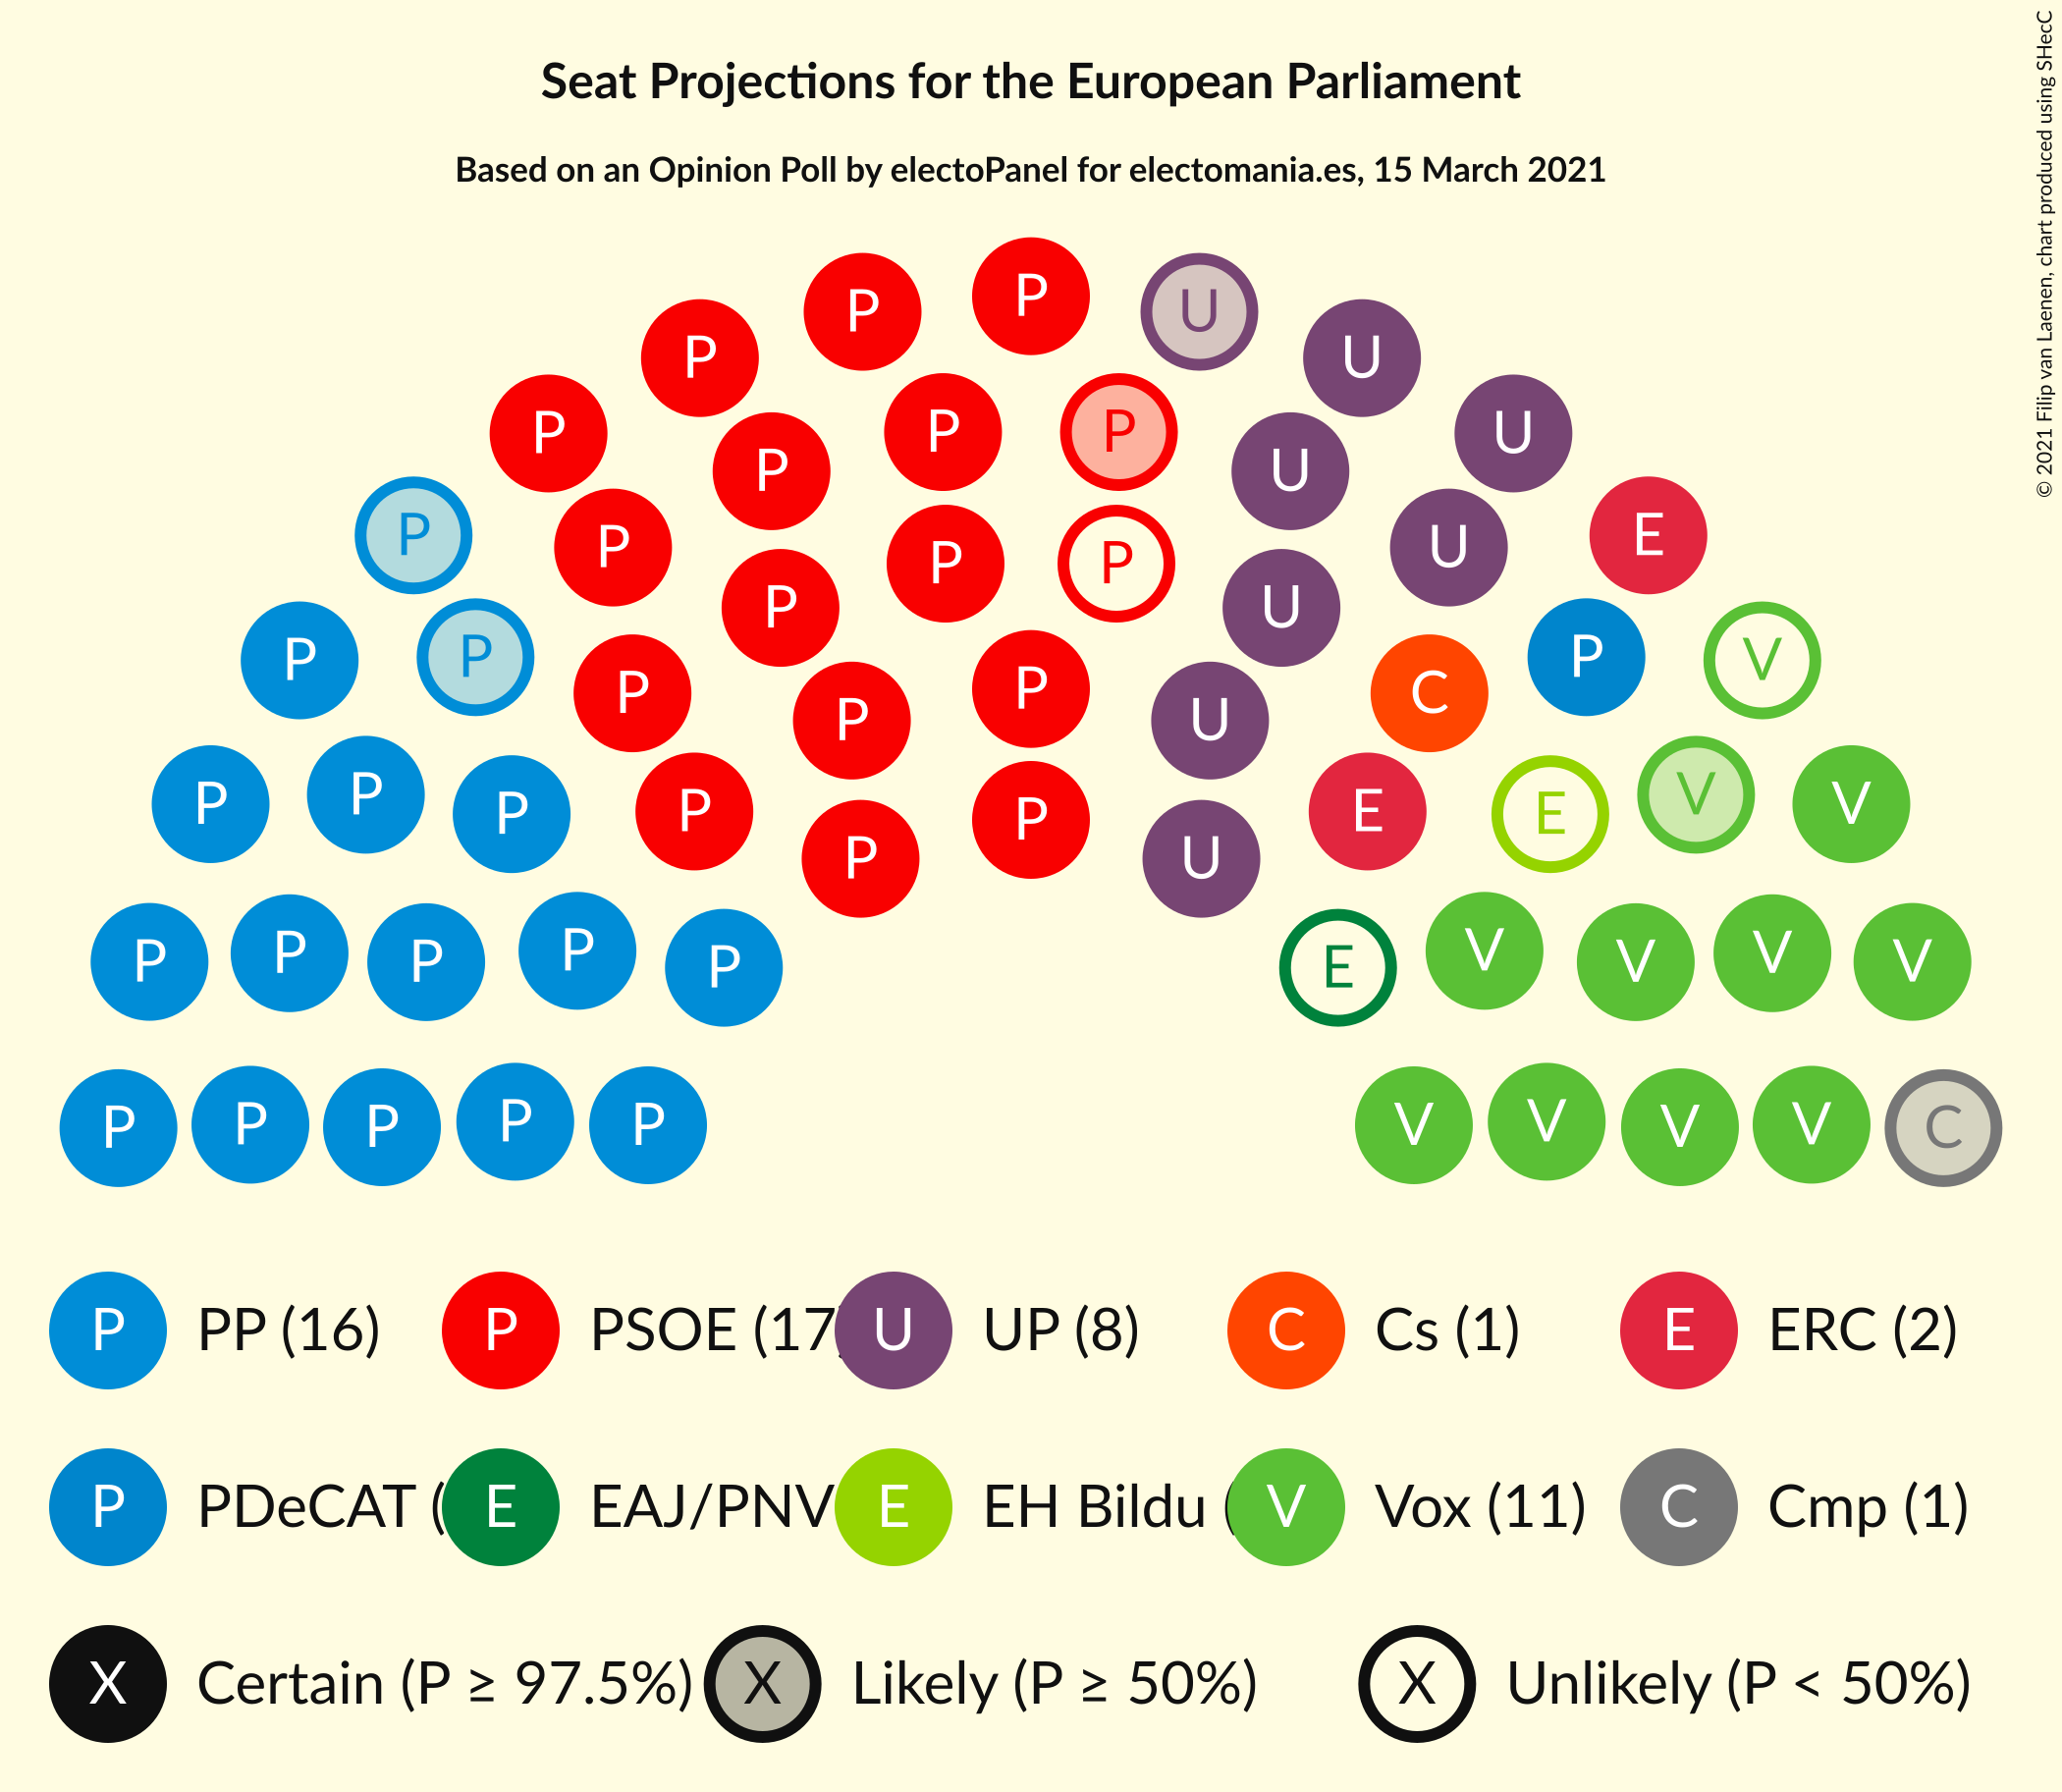 Seat Projections for the European Parliament
Based on an Opinion Poll by electoPanel for electomania.es, 15 March 2021
© 2021 Filip van Laenen, chart produced using SHecC
P P P U U
P P P P U U
P P P P U U E
P P P P U
P P P P P U C P V
P P P P P P U E E V V
P P P P P E V V V V
P P P P P V V V V C
P PP (16) P PSOE (17 U UP (8) C Cs (1) E ERC (2)
P PDeCAT ( E EAJ/PNV E EH Bildu ( V Vox (11) C Cmp (1)
X Certain (P ≥ 97.5%) X Likely (P ≥ 50%) X Unlikely (P < 50%)